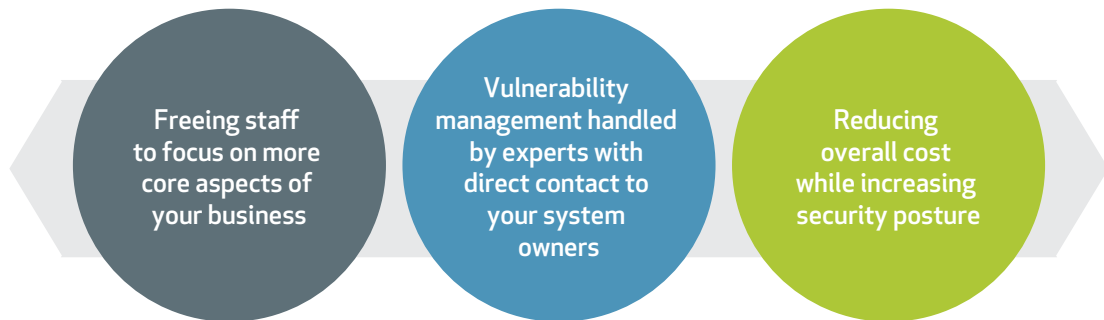 Freeing staff
to focus on more
core aspects of
your business
Vulnerability
management handled
by experts with
direct contact to
your system
owners
Reducing
overall cost
while increasing
security posture